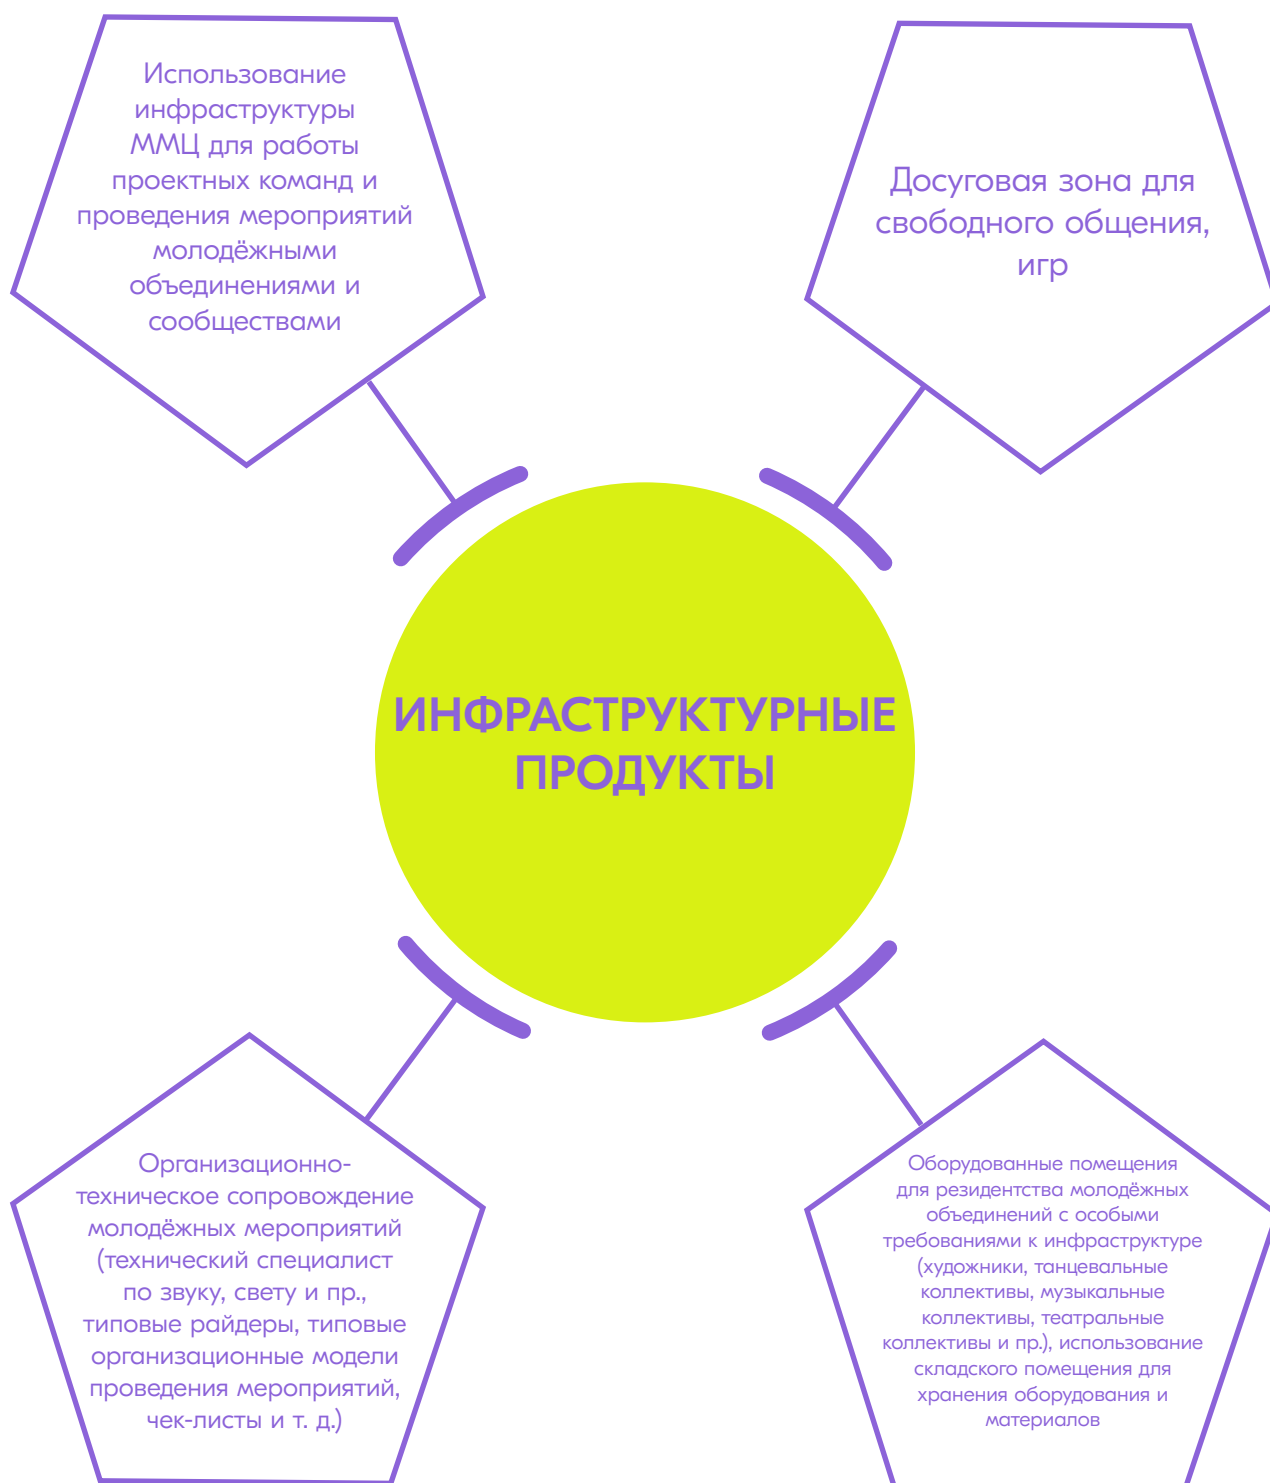 Использование
инфраструктуры
ММЦ для работы
проектных команд и
проведения мероприятий
молодёжными
объединениями и
сообществами
Досуговая зона для
свободного общения,
игр
ИНФРАСТРУКТУРНЫЕ
ПРОДУКТЫ
Организационно-
техническое сопровождение
молодёжных мероприятий
(технический специалист
по звуку, свету и пр.,
типовые райдеры, типовые
организационные модели
проведения мероприятий,
чек-листы и т. д.)
Оборудованные помещения
для резидентства молодёжных
объединений с особыми
требованиями к инфраструктуре
(художники, танцевальные
коллективы, музыкальные
коллективы, театральные
коллективы и пр.), использование
складского помещения для
хранения оборудования и
материалов